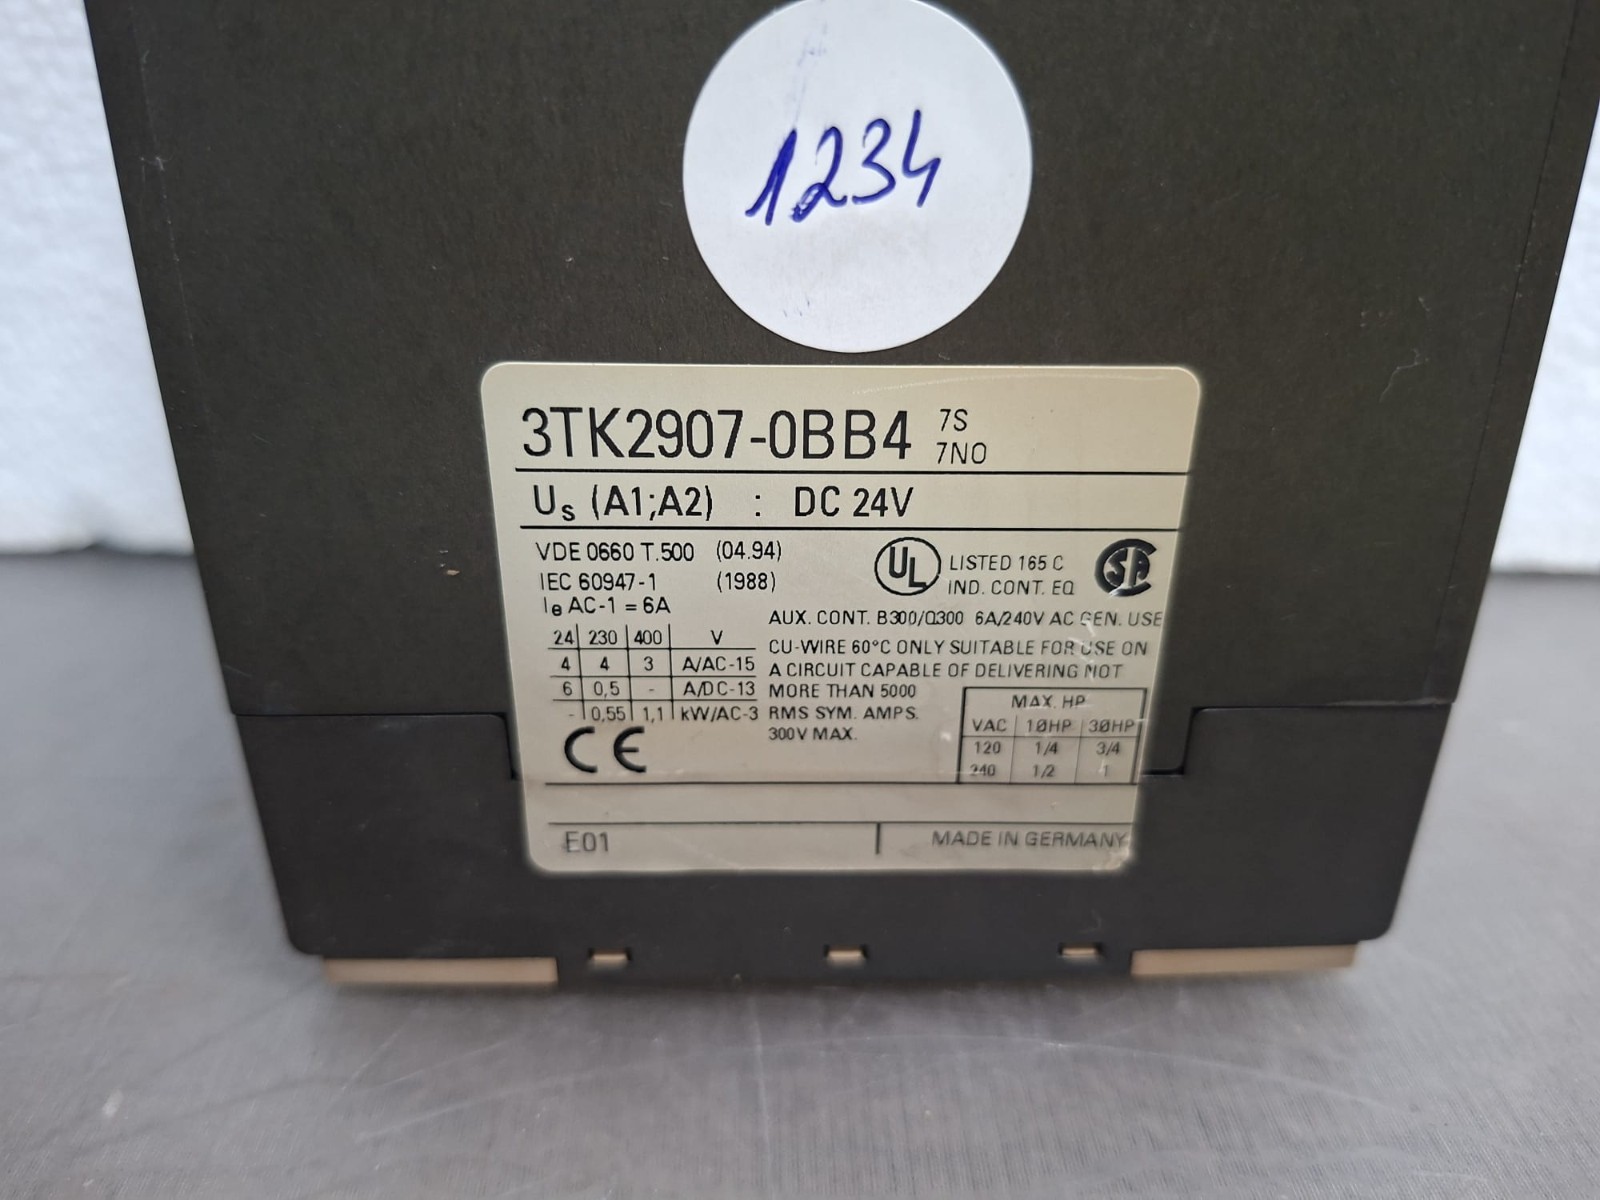 1234
3TK2907-0BB4 7S
7NO
Us (A1;A2) : DC 24V
VDE 0660 T.500 (04.94)
IEC 60947-1 (1988)
Ie AC-1 = 6A
24 230 400 V
4 4 3 A/AC-15
6 0,5 - A/DC-13
- 0,55 1,1 kW/AC-3
CE
UL LISTED 165 C
IND. CONT. EQ
SA
AUX. CONT. B300/Q300 6A/240V AC GEN. USE
CU-WIRE 60°C ONLY SUITABLE FOR USE ON
A CIRCUIT CAPABLE OF DELIVERING NOT
MORE THAN 5000
RMS SYM. AMPS.
300V MAX.
MAX. HP
VAC 1ØHP 3ØHP
120 1/4 3/4
240 1/2 1
E01
MADE IN GERMANY